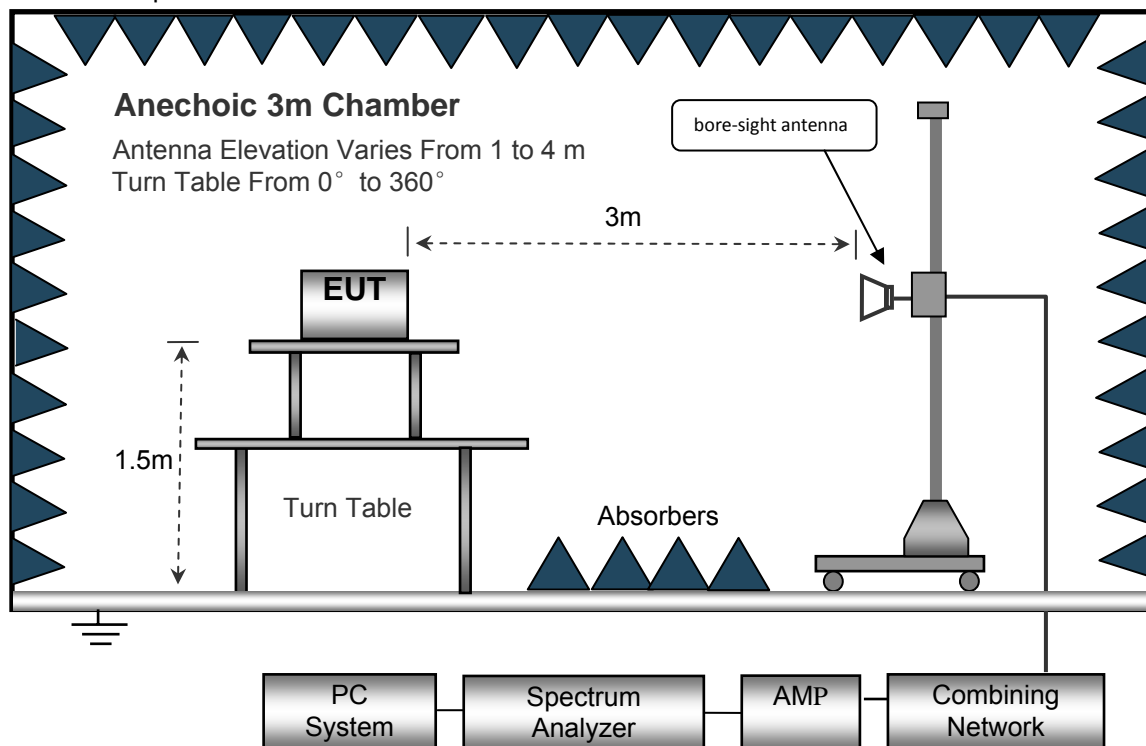 Anechoic 3m Chamber
Antenna Elevation Varies From 1 to 4 m
Turn Table From 0° to 360°
bore-sight antenna
3m
EUT
1.5m
Turn Table
Absorbers
PC
System
Spectrum
Analyzer
AMP
Combining
Network